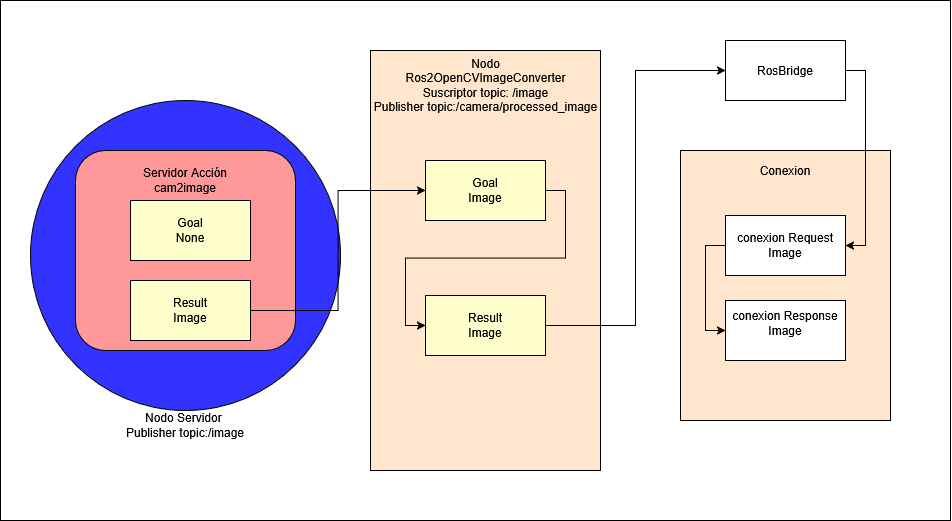 Servidor Acción
cam2image
Goal
None
Result
Image
Nodo Servidor
Publisher topic:/image
Nodo
Ros2OpenCVImageConverter
Suscriptor topic: /image
Publisher topic:/camera/processed_image
Goal
Image
Result
Image
RosBridge
Conexion
conexion Request
Image
conexion Response
Image